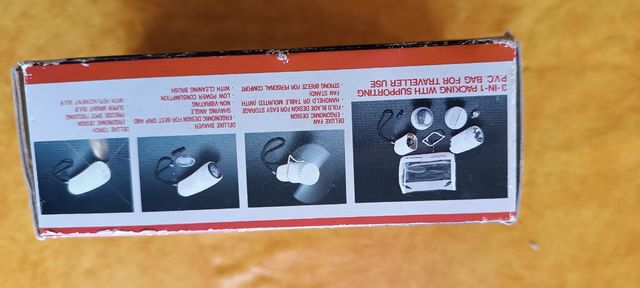 3-IN-1 PACKING WITH SUPPORTING
P.V.C. BAG FOR TRAVELLER USE
DELUXE FAN
ERGONOMIC DESIGN
- FOLD BLADE DESIGN FOR EASY STORAGE
- HANDHELD OR TABLE MOUNTED (WITH
FAN STAND)
STRONG BREEZE PERSONAL COMFORT
DELUXE SHAVER
- ERGONOMIC DESIGN FOR BEST GRIP AND
SHAVING ANGLE
NON-VIBRATING
- LOW POWER CONSUMPTION
- WITH CLEANING BRUSH
DELUXE TORCH
ERGONOMIC DESIGN
PRECISE SPOT FOCUSING
SUPER BRIGHT BULB
WITH REPLACEMENT BULB